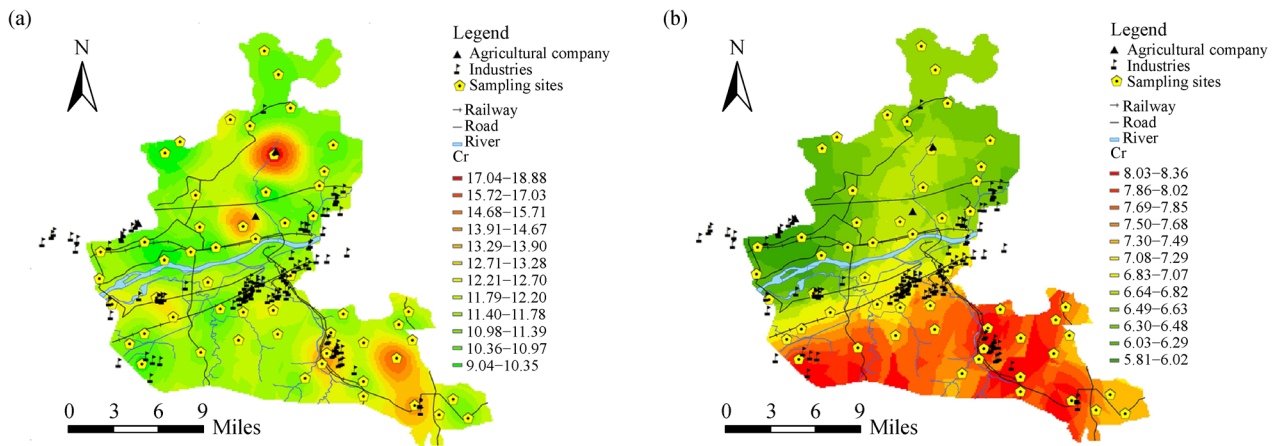 (a)
N
Legend
Agricultural company
Industries
Sampling sites
Railway
Road
River
Cr
17.04−18.88
15.72−17.03
14.68−15.71
13.91−14.67
13.29−13.90
12.71−13.28
12.21−12.70
11.79−12.20
11.40−11.78
10.98−11.39
10.36−10.97
9.04−10.35
0 3 6 9
Miles
(b)
N
Legend
Agricultural company
Industries
Sampling sites
Railway
Road
River
Cr
8.03−8.36
7.86−8.02
7.69−7.85
7.50−7.68
7.30−7.49
7.08−7.29
6.83−7.07
6.64−6.82
6.49−6.63
6.30−6.48
6.03−6.29
5.81−6.02
0 3 6 9
Miles